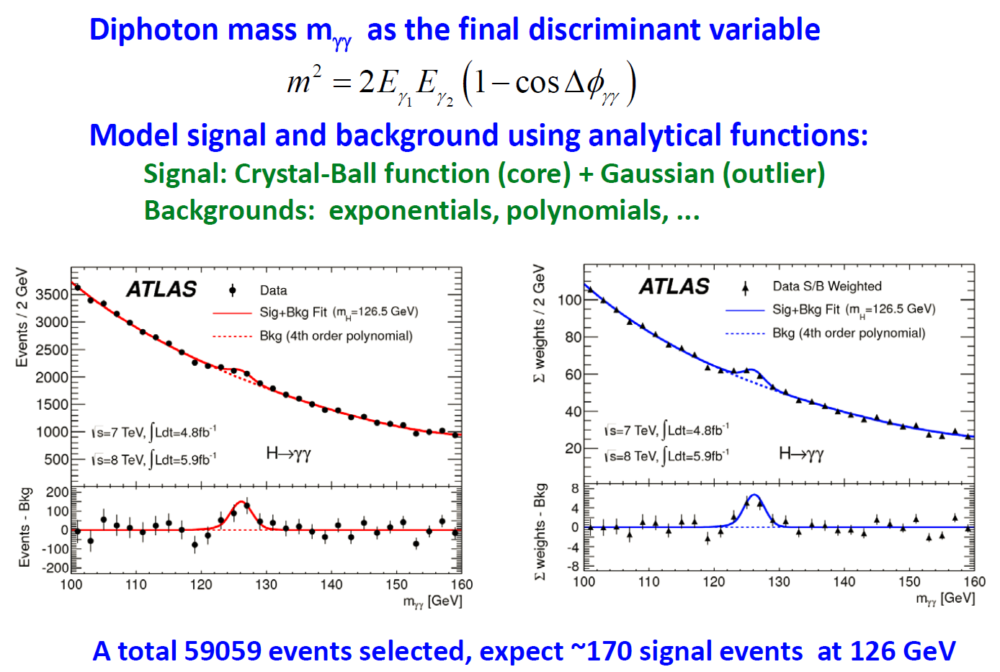 Diphoton mass mγγ as the final discriminant variable
m² = 2Eγ₁Eγ₂(1−cosΔϕγγ)
Model signal and background using analytical functions:
Signal: Crystal-Ball function (core) + Gaussian (outlier)
Backgrounds: exponentials, polynomials, ...
Events / 2 GeV
3500
3000
2500
2000
1500
1000
500
ATLAS
Data
Sig+Bkg Fit (mH=126.5 GeV)
Bkg (4th order polynomial)
√s=7 TeV, ∫Ldt=4.8fb⁻¹
√s=8 TeV, ∫Ldt=5.9fb⁻¹
H→γγ
Events - Bkg
200
100
0
-100
-200
100 110 120 130 140 150 160
mγγ [GeV]
Σ weights / 2 GeV
100
80
60
40
20
ATLAS
Data S/B Weighted
Sig+Bkg Fit (mH=126.5 GeV)
Bkg (4th order polynomial)
√s=7 TeV, ∫Ldt=4.8fb⁻¹
√s=8 TeV, ∫Ldt=5.9fb⁻¹
H→γγ
Σ weights - Bkg
8
4
0
-4
-8
100 110 120 130 140 150 160
mγγ [GeV]
A total 59059 events selected, expect ~170 signal events at 126 GeV